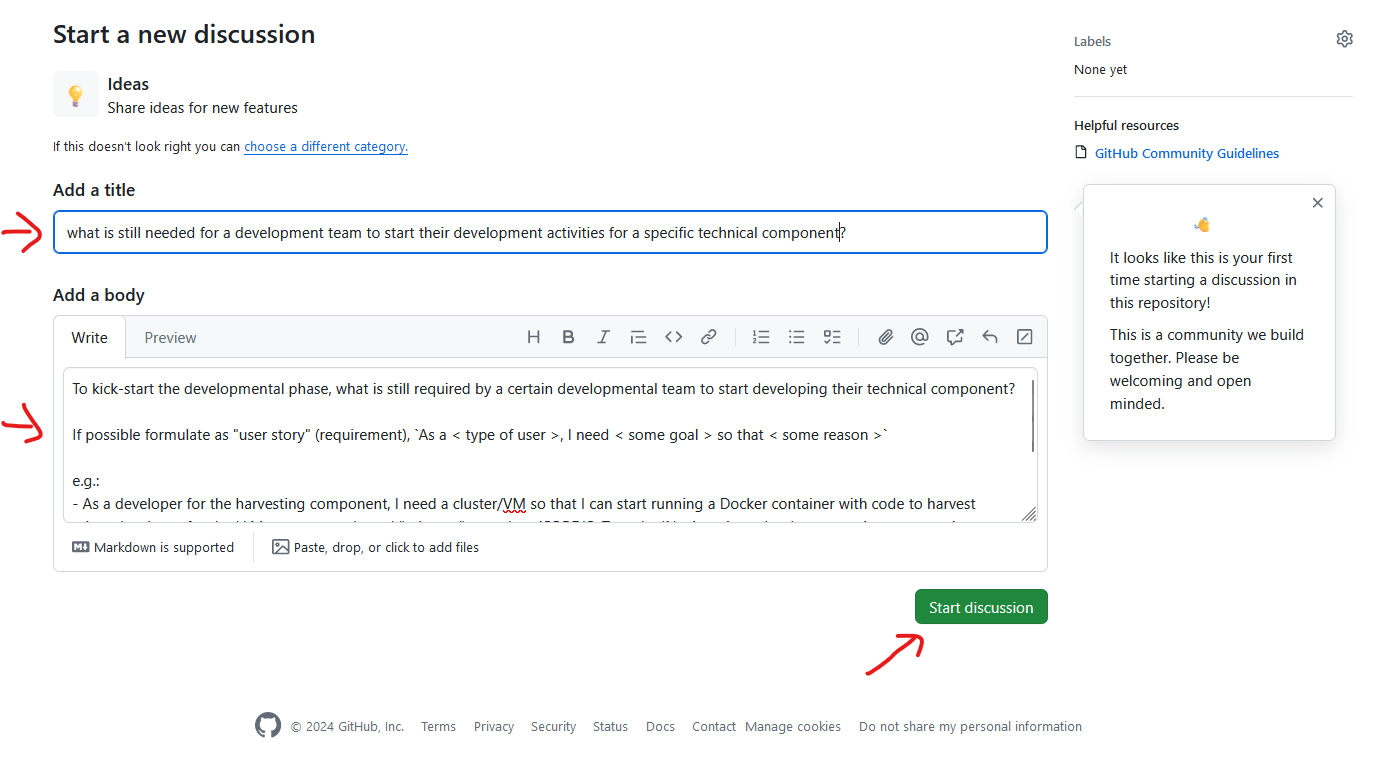 Start a new discussion
Ideas
Share ideas for new features
If this doesn't look right you can choose a different category.
Add a title
what is still needed for a development team to start their development activities for a specific technical component?
Add a body
Write
Preview
To kick-start the developmental phase, what is still required by a certain developmental team to start developing their technical component?
If possible formulate as "user story" (requirement), `As a < type of user >, I need < some goal > so that < some reason >`
e.g.:
- As a developer for the harvesting component, I need a cluster/VM so that I can start running a Docker container with code to harvest
Markdown is supported
Paste, drop, or click to add files
Start discussion
Labels
None yet
Helpful resources
GitHub Community Guidelines
It looks like this is your first
time starting a discussion in
this repository!
This is a community we build
together. Please be
welcoming and open
minded.
© 2024 GitHub, Inc. Terms Privacy Security Status Docs Contact Manage cookies Do not share my personal information